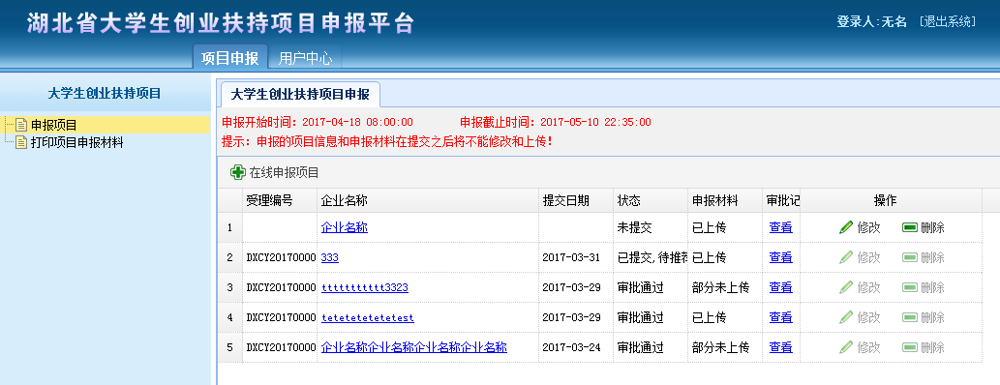 湖北省大学生创业扶持项目申报平台
登录人:无名 [退出系统]
项目申报 用户中心
大学生创业扶持项目
申报项目
打印项目申报材料
大学生创业扶持项目申报
申报开始时间：2017-04-18 08:00:00 申报截止时间：2017-05-10 22:35:00
提示：申报的项目信息和申报材料在提交之后将不能修改和上传！
在线申报项目
受理编号 企业名称 提交日期 状态 申报材料 审批记 操作
1 企业名称 未提交 已上传 查看 修改 删除
2 DXCY20170000 333 2017-03-31 已提交,待推荐 已上传 查看 修改 删除
3 DXCY20170000 ttttttttttt3323 2017-03-29 审批通过 部分未上传 查看 修改 删除
4 DXCY20170000 tetetetetetetest 2017-03-29 审批通过 已上传 查看 修改 删除
5 DXCY20170000 企业名称企业名称企业名称企业名称 2017-03-24 审批通过 部分未上传 查看 修改 删除